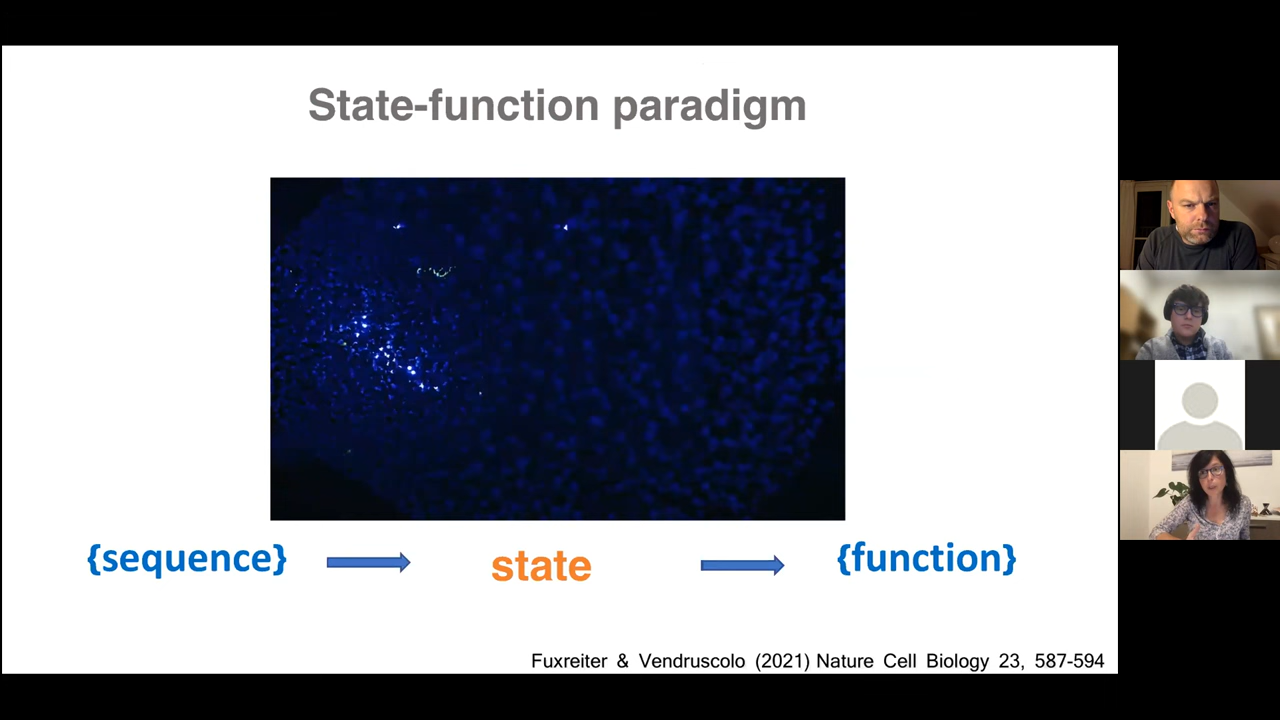 State-function paradigm
{sequence} state {function}
Fuxreiter & Vendruscolo (2021) Nature Cell Biology 23, 587-594